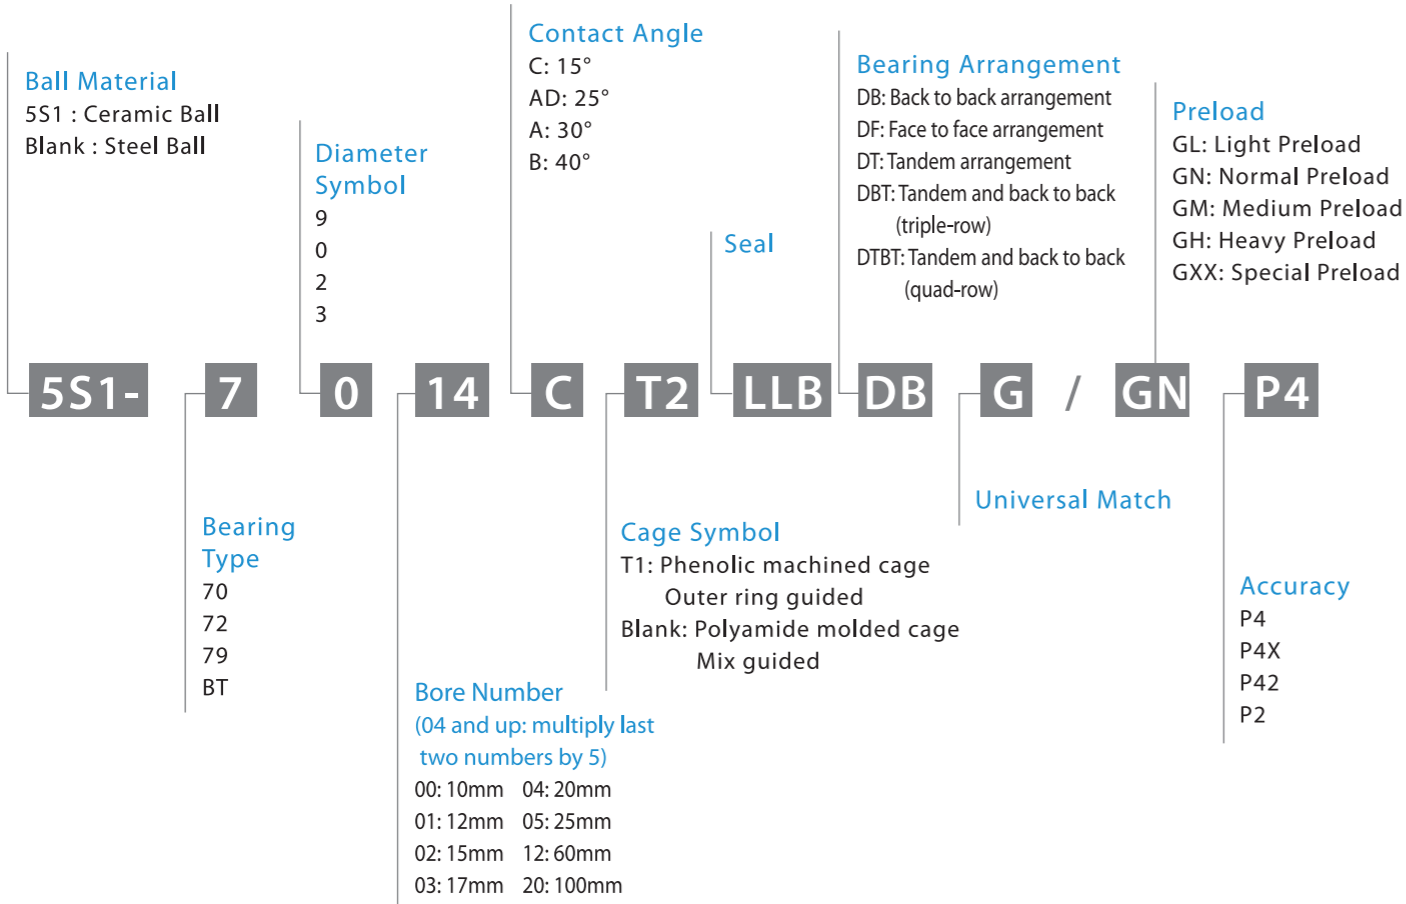 Ball Material
5S1 : Ceramic Ball
Blank : Steel Ball
Diameter
Symbol
9
0
2
3
Contact Angle
C: 15°
AD: 25°
A: 30°
B: 40°
Seal
Bearing Arrangement
DB: Back to back arrangement
DF: Face to face arrangement
DT: Tandem arrangement
DBT: Tandem and back to back
(triple-row)
DTBT: Tandem and back to back
(quad-row)
Preload
GL: Light Preload
GN: Normal Preload
GM: Medium Preload
GH: Heavy Preload
GXX: Special Preload
5S1- 7 0 14 C T2 LLB DB G / GN P4
Bearing
Type
70
72
79
BT
Bore Number
(04 and up: multiply last
two numbers by 5)
00: 10mm 04: 20mm
01: 12mm 05: 25mm
02: 15mm 12: 60mm
03: 17mm 20: 100mm
Cage Symbol
T1: Phenolic machined cage
Outer ring guided
Blank: Polyamide molded cage
Mix guided
Universal Match
Accuracy
P4
P4X
P42
P2